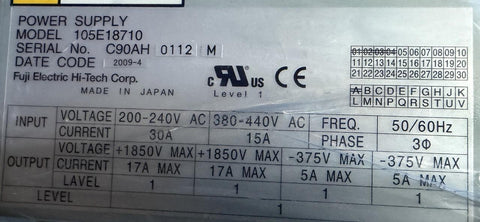 POWER SUPPLY
MODEL 105E18710
SERIAL No. C90AH 0112 M
DATE CODE 2009-4
Fuji Electric Hi-Tech Corp.
MADE IN JAPAN
c RU US CE
Level 1
01 02 03 04 05 06 07 08 09 10
11 12 13 14 15 16 17 18 19 20
21 22 23 24 25 26 27 28 29 30
A B C D E F G H I J K
L M N P Q R S T U V W X Y Z
INPUT VOLTAGE 200-240V AC 380-440V AC FREQ. 50/60Hz
CURRENT 30A 15A PHASE 3Φ
OUTPUT VOLTAGE +1850V MAX +1850V MAX -375V MAX -375V MAX
CURRENT 17A MAX 17A MAX 5A MAX 5A MAX
LAVEL 1 1 1 1
LEVEL 1